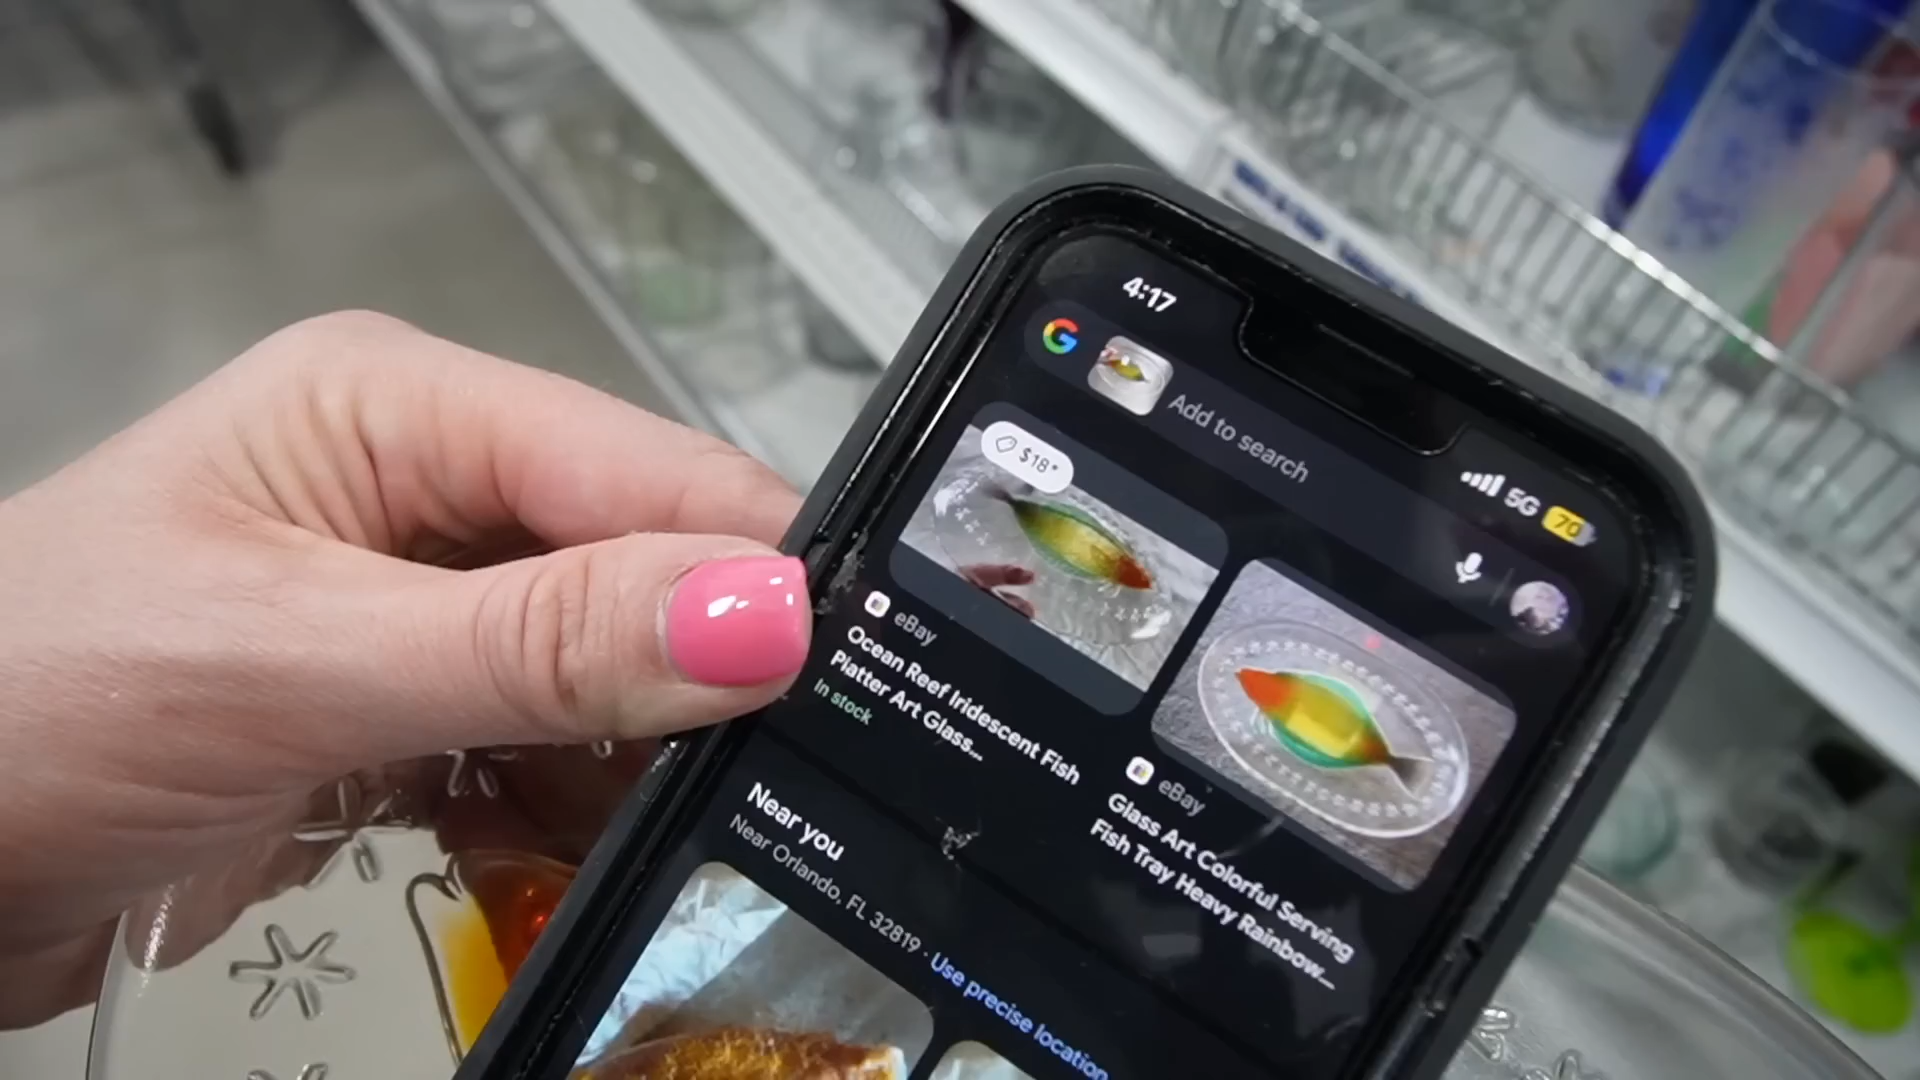 4:17
5G
70
G
Add to search
$18*
eBay
Ocean Reef Iridescent Fish
Platter Art Glass...
In stock
eBay
Glass Art Colorful Serving
Fish Tray Heavy Rainbow...
Near you
Near Orlando, FL 32819 · Use precise location